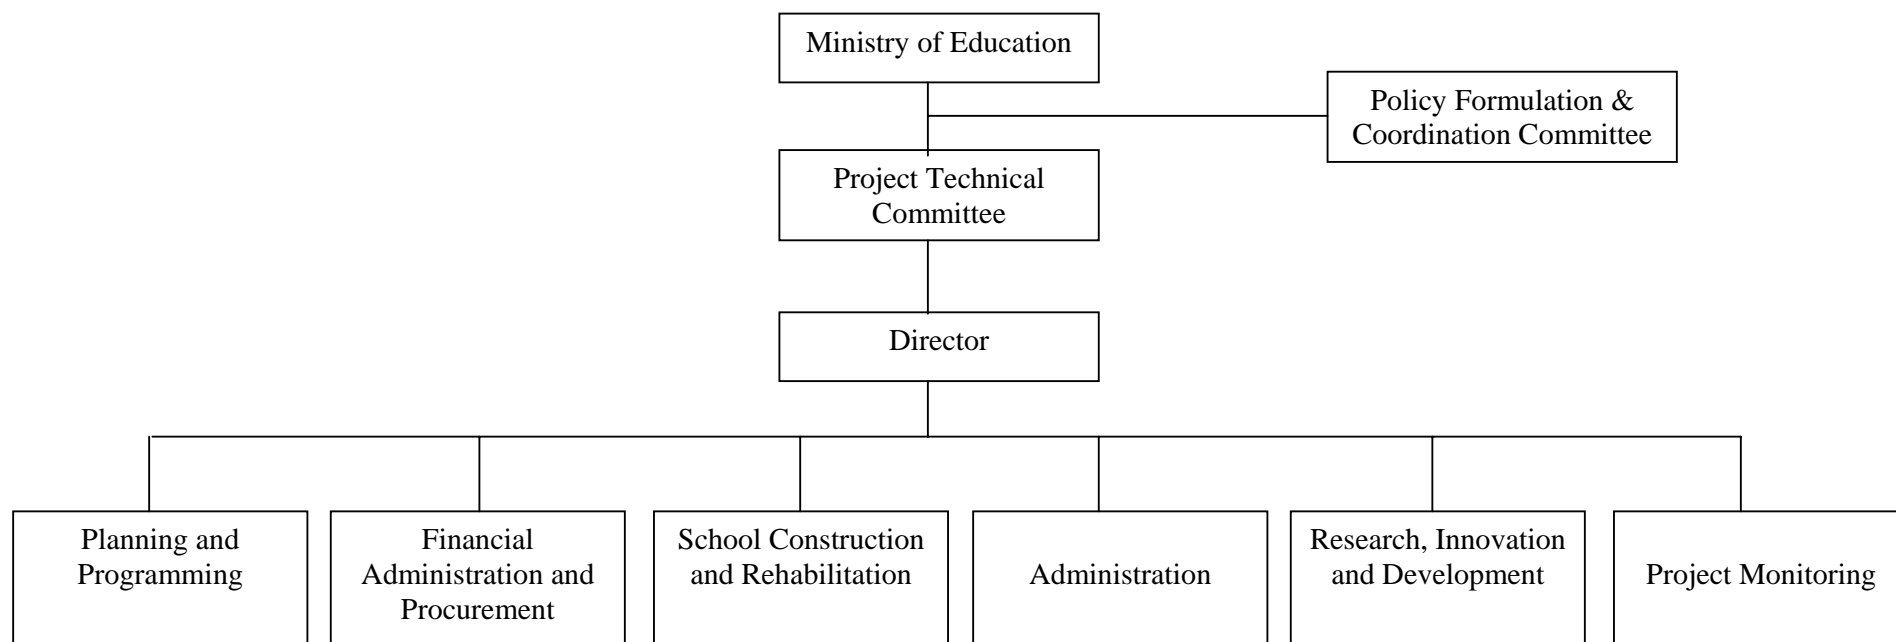 Ministry of Education
Policy Formulation &
Coordination Committee
Project Technical
Committee
Director
Planning and
Programming
Financial
Administration and
Procurement
School Construction
and Rehabilitation
Administration
Research, Innovation
and Development
Project Monitoring